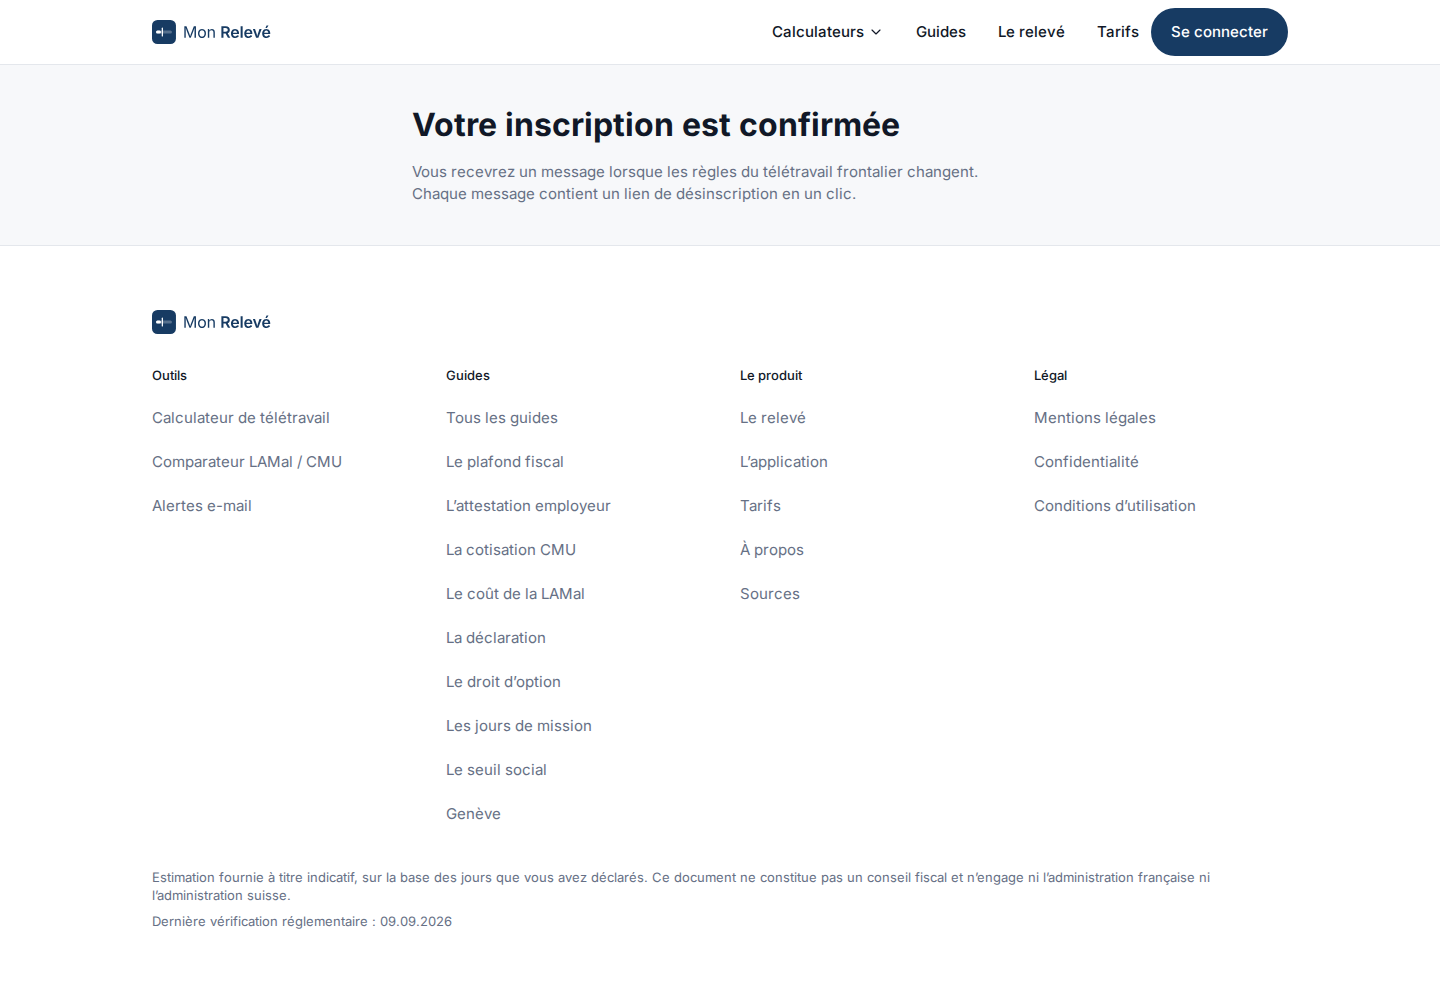 Mon Relevé
Calculateurs
Guides
Le relevé
Tarifs
Se connecter
Votre inscription est confirmée
Vous recevrez un message lorsque les règles du télétravail frontalier changent.
Chaque message contient un lien de désinscription en un clic.
Mon Relevé
Outils
Calculateur de télétravail
Comparateur LAMal / CMU
Alertes e-mail
Guides
Tous les guides
Le plafond fiscal
L’attestation employeur
La cotisation CMU
Le coût de la LAMal
La déclaration
Le droit d’option
Les jours de mission
Le seuil social
Genève
Le produit
Le relevé
L’application
Tarifs
À propos
Sources
Légal
Mentions légales
Confidentialité
Conditions d’utilisation
Estimation fournie à titre indicatif, sur la base des jours que vous avez déclarés. Ce document ne constitue pas un conseil fiscal et n’engage ni l’administration française ni
l’administration suisse.
Dernière vérification réglementaire : 09.09.2026